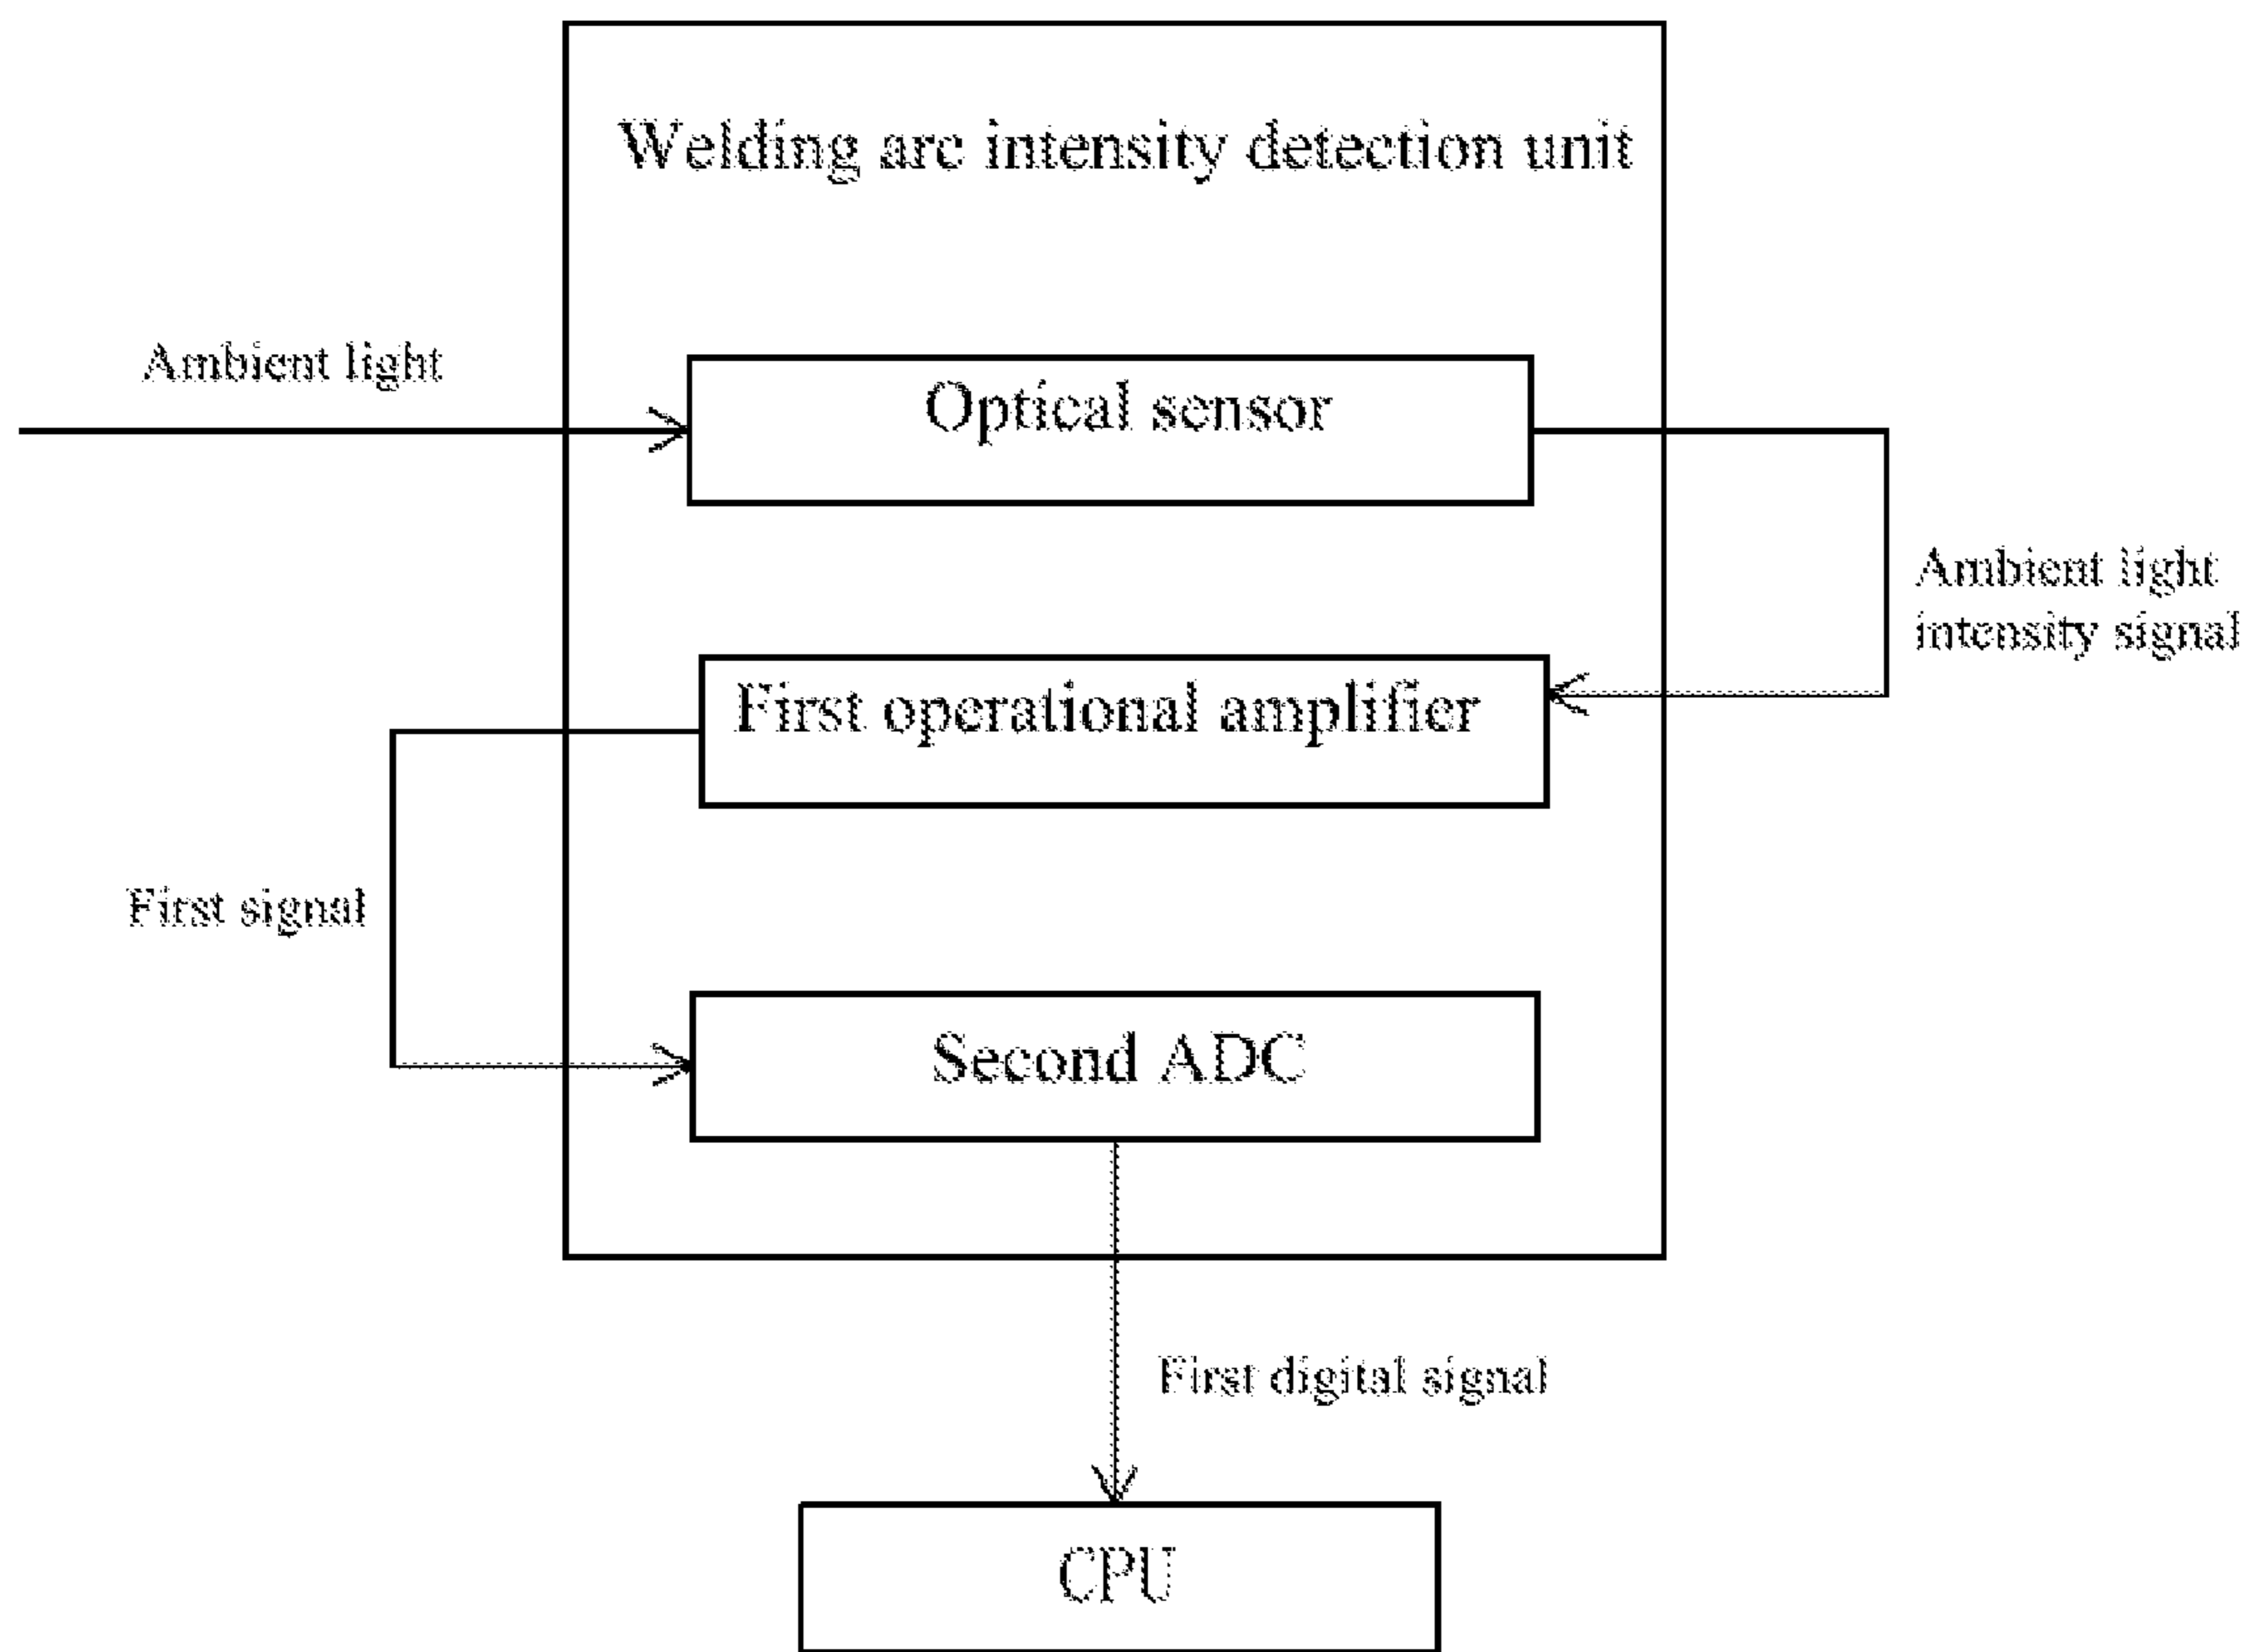 Welding arc intensity detection unit
Ambient light
Optical sensor
Ambient light
intensity signal
First operational amplifier
First signal
Second ADC
First digital signal
CPU